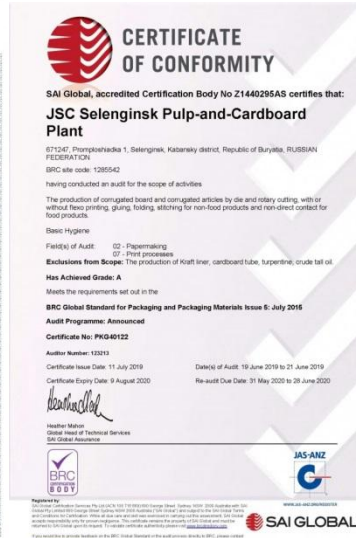 CERTIFICATE
OF CONFORMITY
SAI Global, accredited Certification Body No Z1440295AS certifies that:
JSC Selenginsk Pulp-and-Cardboard
Plant
671247, Promploshiadka 1, Selenginsk, Kabansky district, Republic of Buryatia, RUSSIAN
FEDERATION
BRC site code: 1285542
having conducted an audit for the scope of activities
The production of corrugated board and corrugated articles by die and rotary cutting, with or
without flexo printing, gluing, folding, stitching for non-food products and non-direct contact for
food products.
Basic Hygiene
Field(s) of Audit: 02 - Papermaking
07 - Print processes
Exclusions from Scope: The production of Kraft liner, cardboard tube, turpentine, crude tall oil.
Has Achieved Grade: A
Meets the requirements set out in the
BRC Global Standard for Packaging and Packaging Materials Issue 5: July 2015
Audit Programme: Announced
Certificate No: PKG40122
Auditor Number: 123213
Certificate Issue Date: 11 July 2019 Date(s) of Audit: 19 June 2019 to 21 June 2019
Certificate Expiry Date: 9 August 2020 Re-audit Due Date: 31 May 2020 to 28 June 2020
Heather Mahon
Global Head of Technical Services
SAI Global Assurance
BRC
CERTIFICATION
BODY
JAS-ANZ
Registered by:
SAI GLOBAL